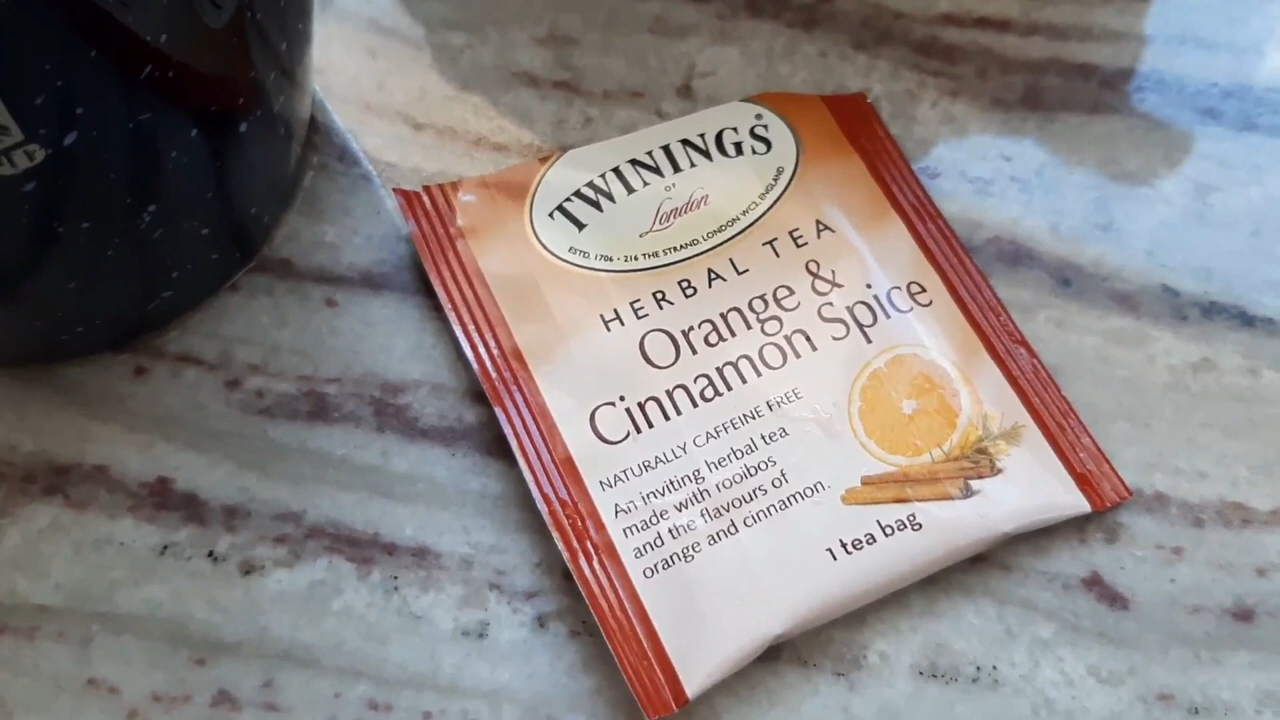 TWININGS®
OF
London
ESTD. 1706 • 216 THE STRAND, LONDON WC2, ENGLAND
HERBAL TEA
Orange &
Cinnamon Spice
NATURALLY CAFFEINE FREE
An inviting herbal tea
made with rooibos
and the flavours of
orange and cinnamon.
1 tea bag